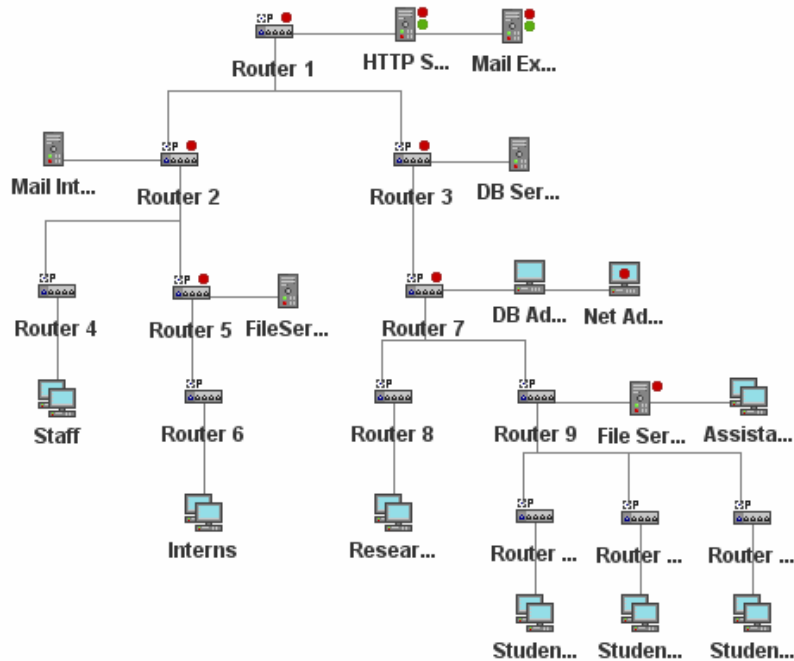 P
Router 1
HTTP S...
Mail Ex...
P
P
Mail Int...
Router 2
Router 3
DB Ser...
P
P
P
Router 4
Router 5
FileSer...
Router 7
DB Ad...
Net Ad...
P
P
P
Staff
Router 6
Router 8
Router 9
File Ser...
Assista...
P
P
P
Interns
Resear...
Router ...
Router ...
Router ...
Studen...
Studen...
Studen...